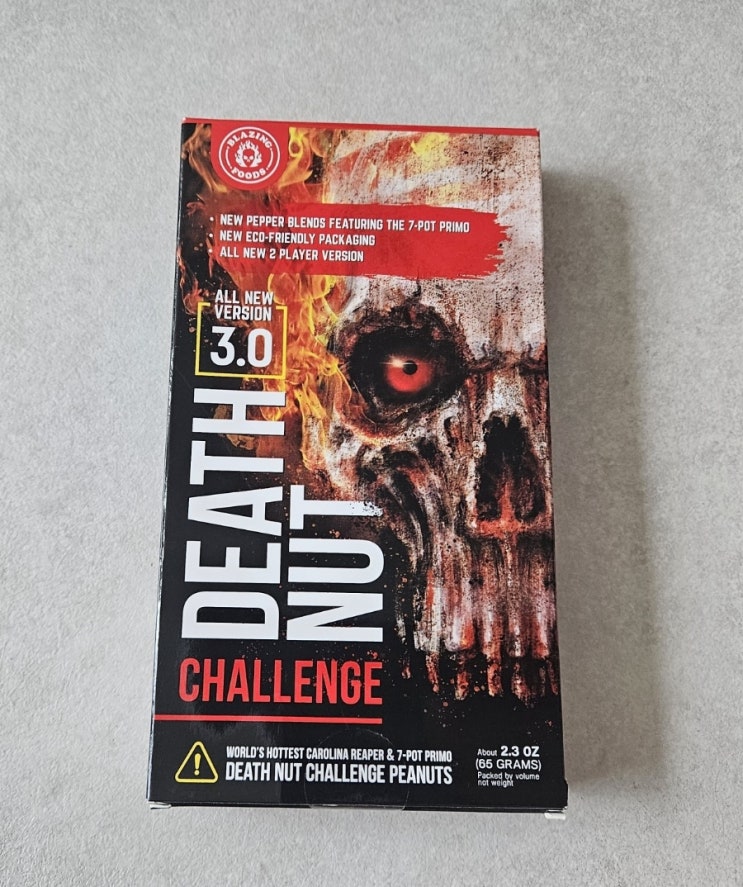 BLAZING
FOODS
• NEW PEPPER BLENDS FEATURING THE 7-POT PRIMO
• NEW ECO-FRIENDLY PACKAGING
• ALL NEW 2 PLAYER VERSION
ALL NEW
VERSION
3.0
DEATH
NUT
CHALLENGE
WORLD'S HOTTEST CAROLINA REAPER & 7-POT PRIMO
DEATH NUT CHALLENGE PEANUTS
About 2.3 OZ
(65 GRAMS)
Packed by volume
not weight